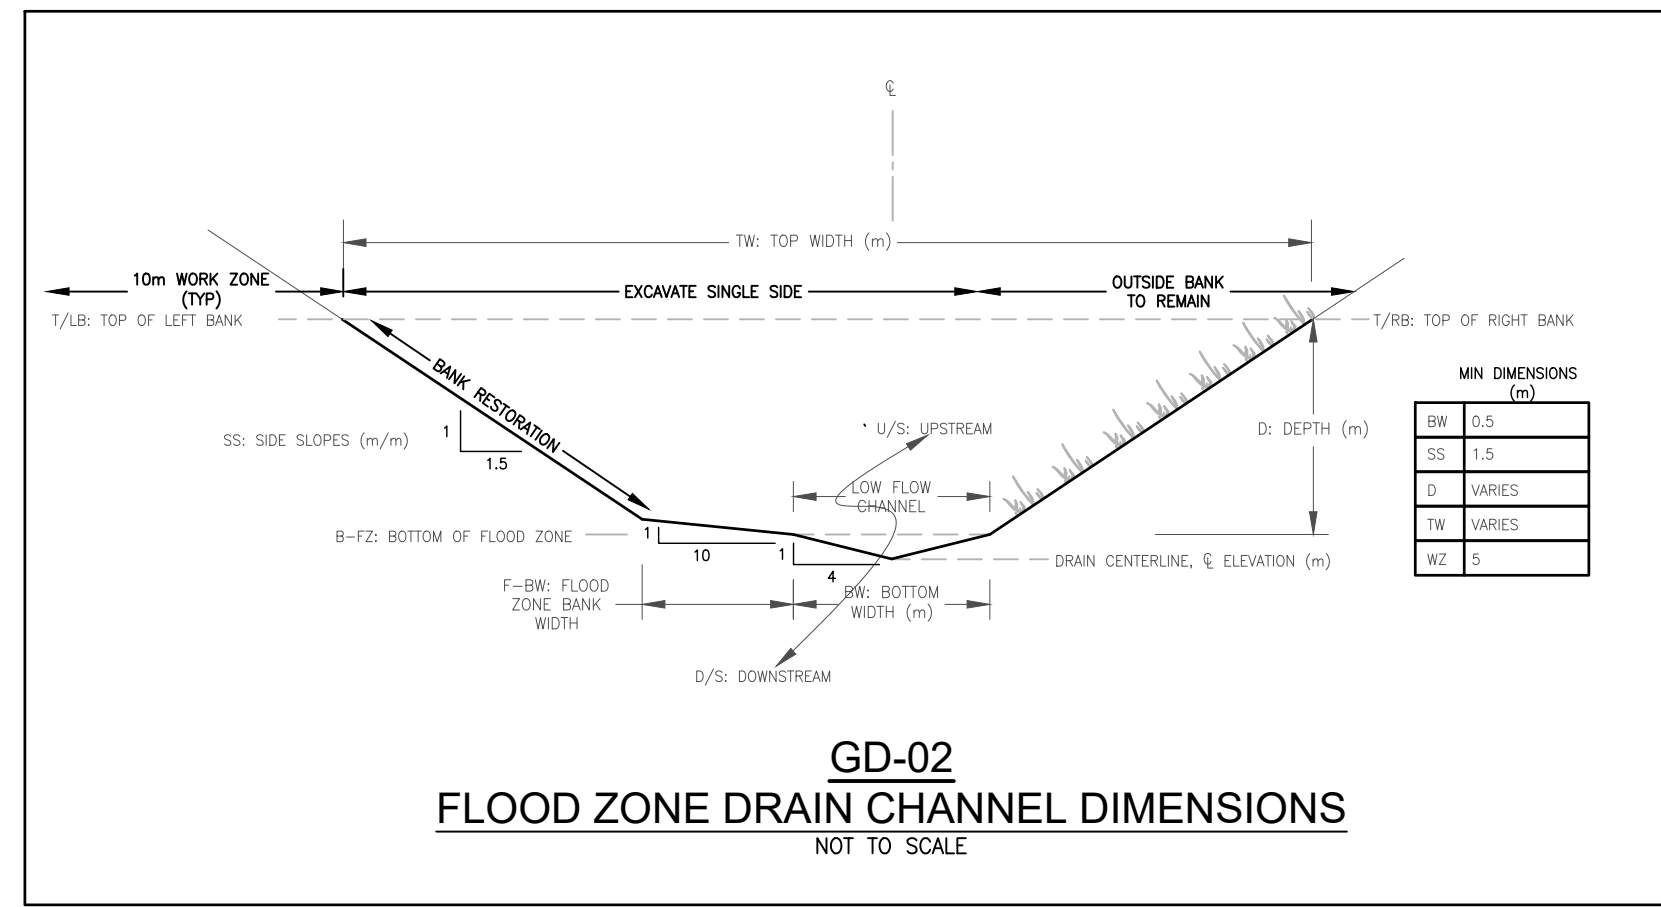 ℄
TW: TOP WIDTH (m)
10m WORK ZONE
(TYP)
EXCAVATE SINGLE SIDE
OUTSIDE BANK
TO REMAIN
T/LB: TOP OF LEFT BANK
T/RB: TOP OF RIGHT BANK
BANK RESTORATION
SS: SIDE SLOPES (m/m)
1
1.5
U/S: UPSTREAM
D: DEPTH (m)
LOW FLOW
CHANNEL
B-FZ: BOTTOM OF FLOOD ZONE
1
10
1
4
DRAIN CENTERLINE, ℄ ELEVATION (m)
F-BW: FLOOD
ZONE BANK
WIDTH
BW: BOTTOM
WIDTH (m)
D/S: DOWNSTREAM
MIN DIMENSIONS
(m)
BW 0.5
SS 1.5
D VARIES
TW VARIES
WZ 5
GD-02
FLOOD ZONE DRAIN CHANNEL DIMENSIONS
NOT TO SCALE